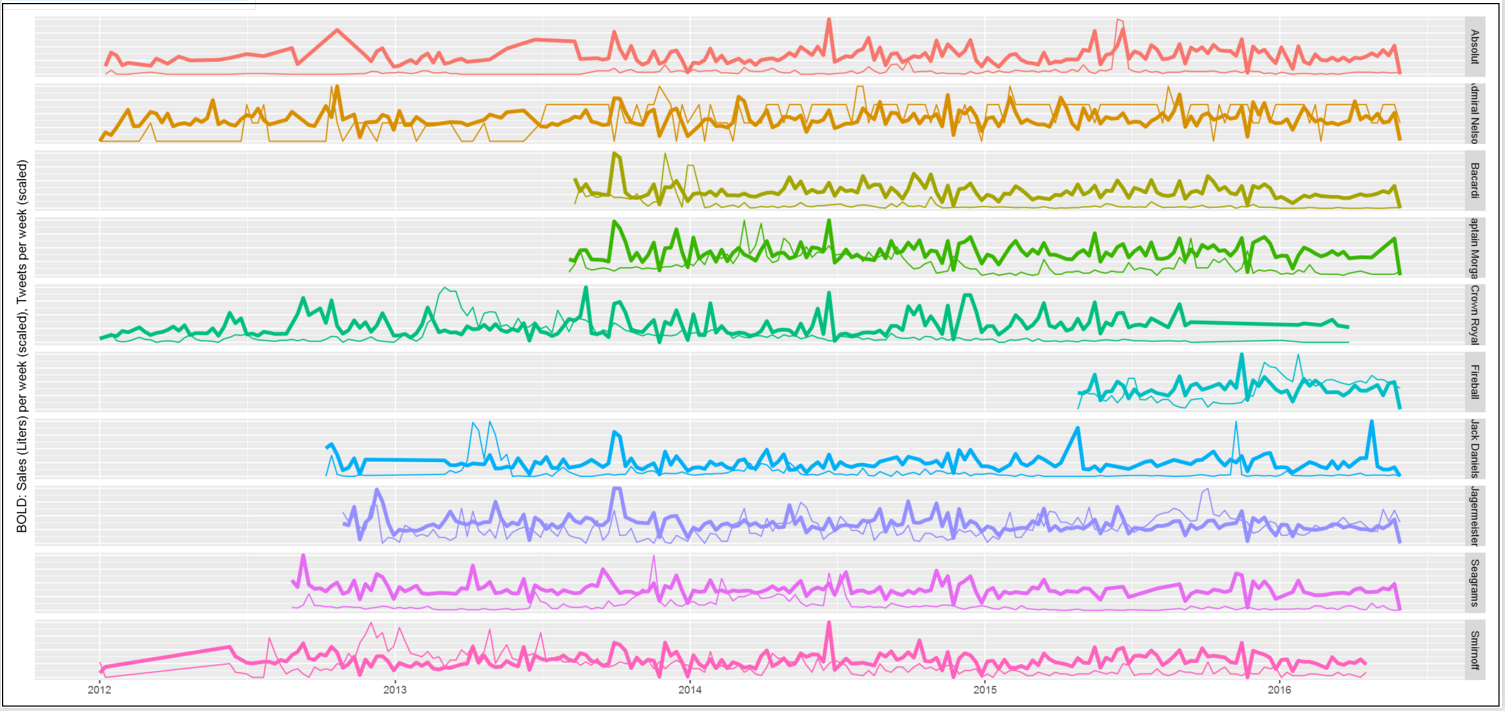 BOLD: Sales (Liters) per week (scaled), Tweets per week (scaled)
Absolut
dmiral Nelso
Bacardi
aptain Morga
Crown Royal
Fireball
Jack Daniels
Jagermeister
Seagrams
Smirnoff
2012 2013 2014 2015 2016